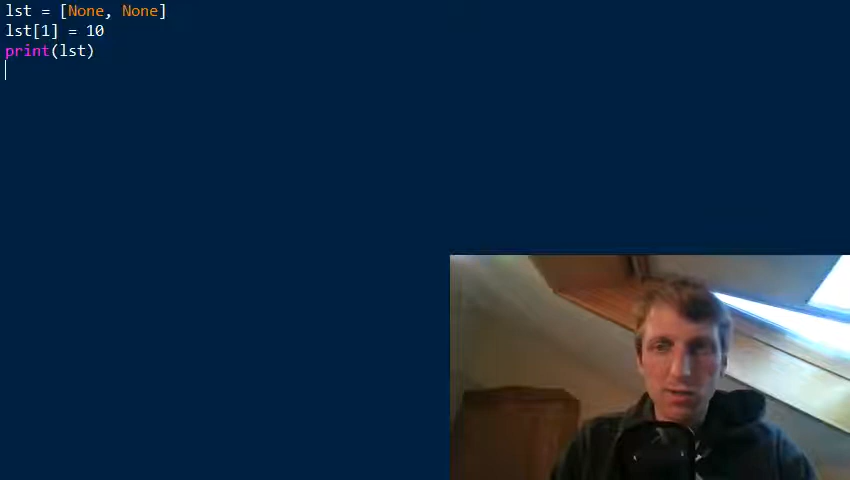 lst = [None, None]
lst[1] = 10
print(lst)